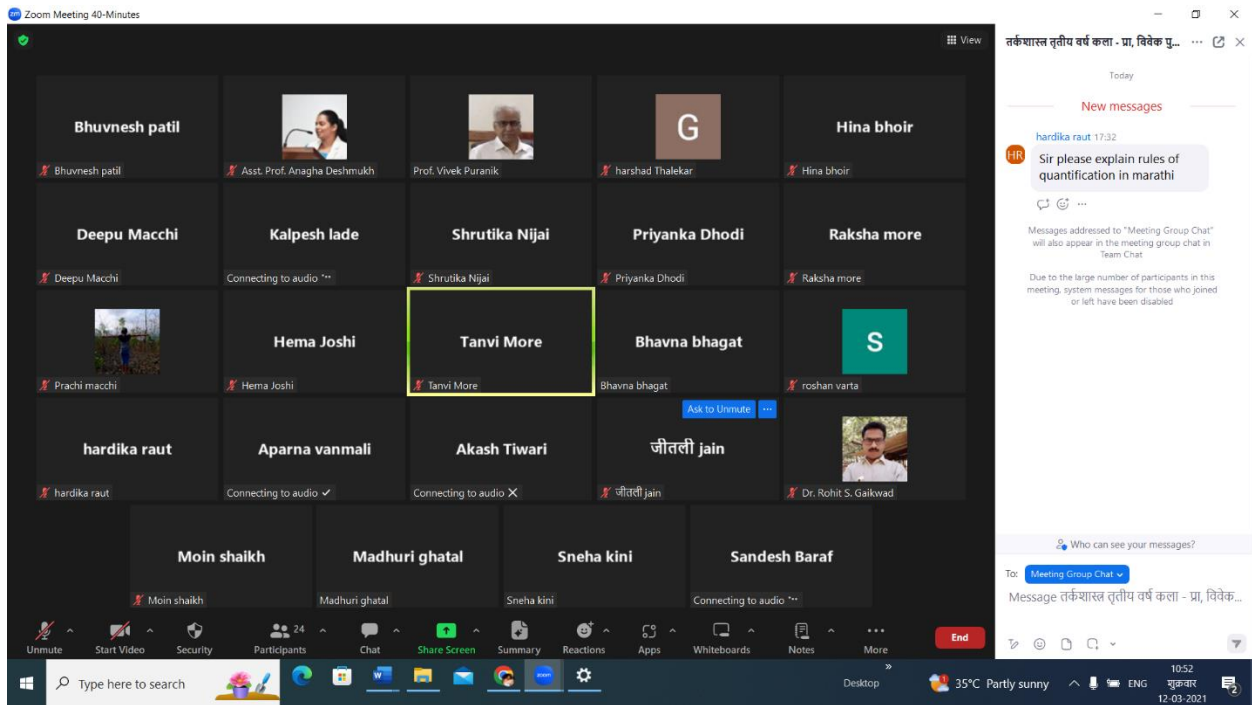 Zoom Meeting 40-Minutes
View
Bhuvnesh patil
Bhuvnesh patil
Asst. Prof. Anagha Deshmukh
Prof. Vivek Puranik
G
harshad Thalekar
Hina bhoir
Hina bhoir
Deepu Macchi
Deepu Macchi
Kalpesh lade
Connecting to audio
Shrutika Nijai
Shrutika Nijai
Priyanka Dhodi
Priyanka Dhodi
Raksha more
Raksha more
Prachi macchi
Hema Joshi
Hema Joshi
Tanvi More
Tanvi More
Bhavna bhagat
Bhavna bhagat
S
roshan varta
hardika raut
hardika raut
Aparna vanmali
Connecting to audio ✓
Akash Tiwari
Connecting to audio X
Ask to Unmute ...
जीतली jain
जीतली jain
Dr. Rohit S. Gaikwad
Moin shaikh
Moin shaikh
Madhuri ghatal
Madhuri ghatal
Sneha kini
Sneha kini
Sandesh Baraf
Connecting to audio
Unmute
Start Video
Security
24
Participants
Chat
Share Screen
Summary
Reactions
Apps
Whiteboards
Notes
More
End
तर्कशास्त्र तृतीय वर्ष कला - प्रा, विवेक पु...
Today
New messages
hardika raut 17:32
HR
Sir please explain rules of
quantification in marathi
Messages addressed to "Meeting Group Chat"
will also appear in the meeting group chat in
Team Chat
Due to the large number of participants in this
meeting, system messages for those who joined
or left have been disabled
Who can see your messages?
To: Meeting Group Chat
Message तर्कशास्त्र तृतीय वर्ष कला - प्रा, विवेक...
Type here to search
Desktop
35°C Partly sunny
ENG
10:52
शुक्रवार
12-03-2021
2